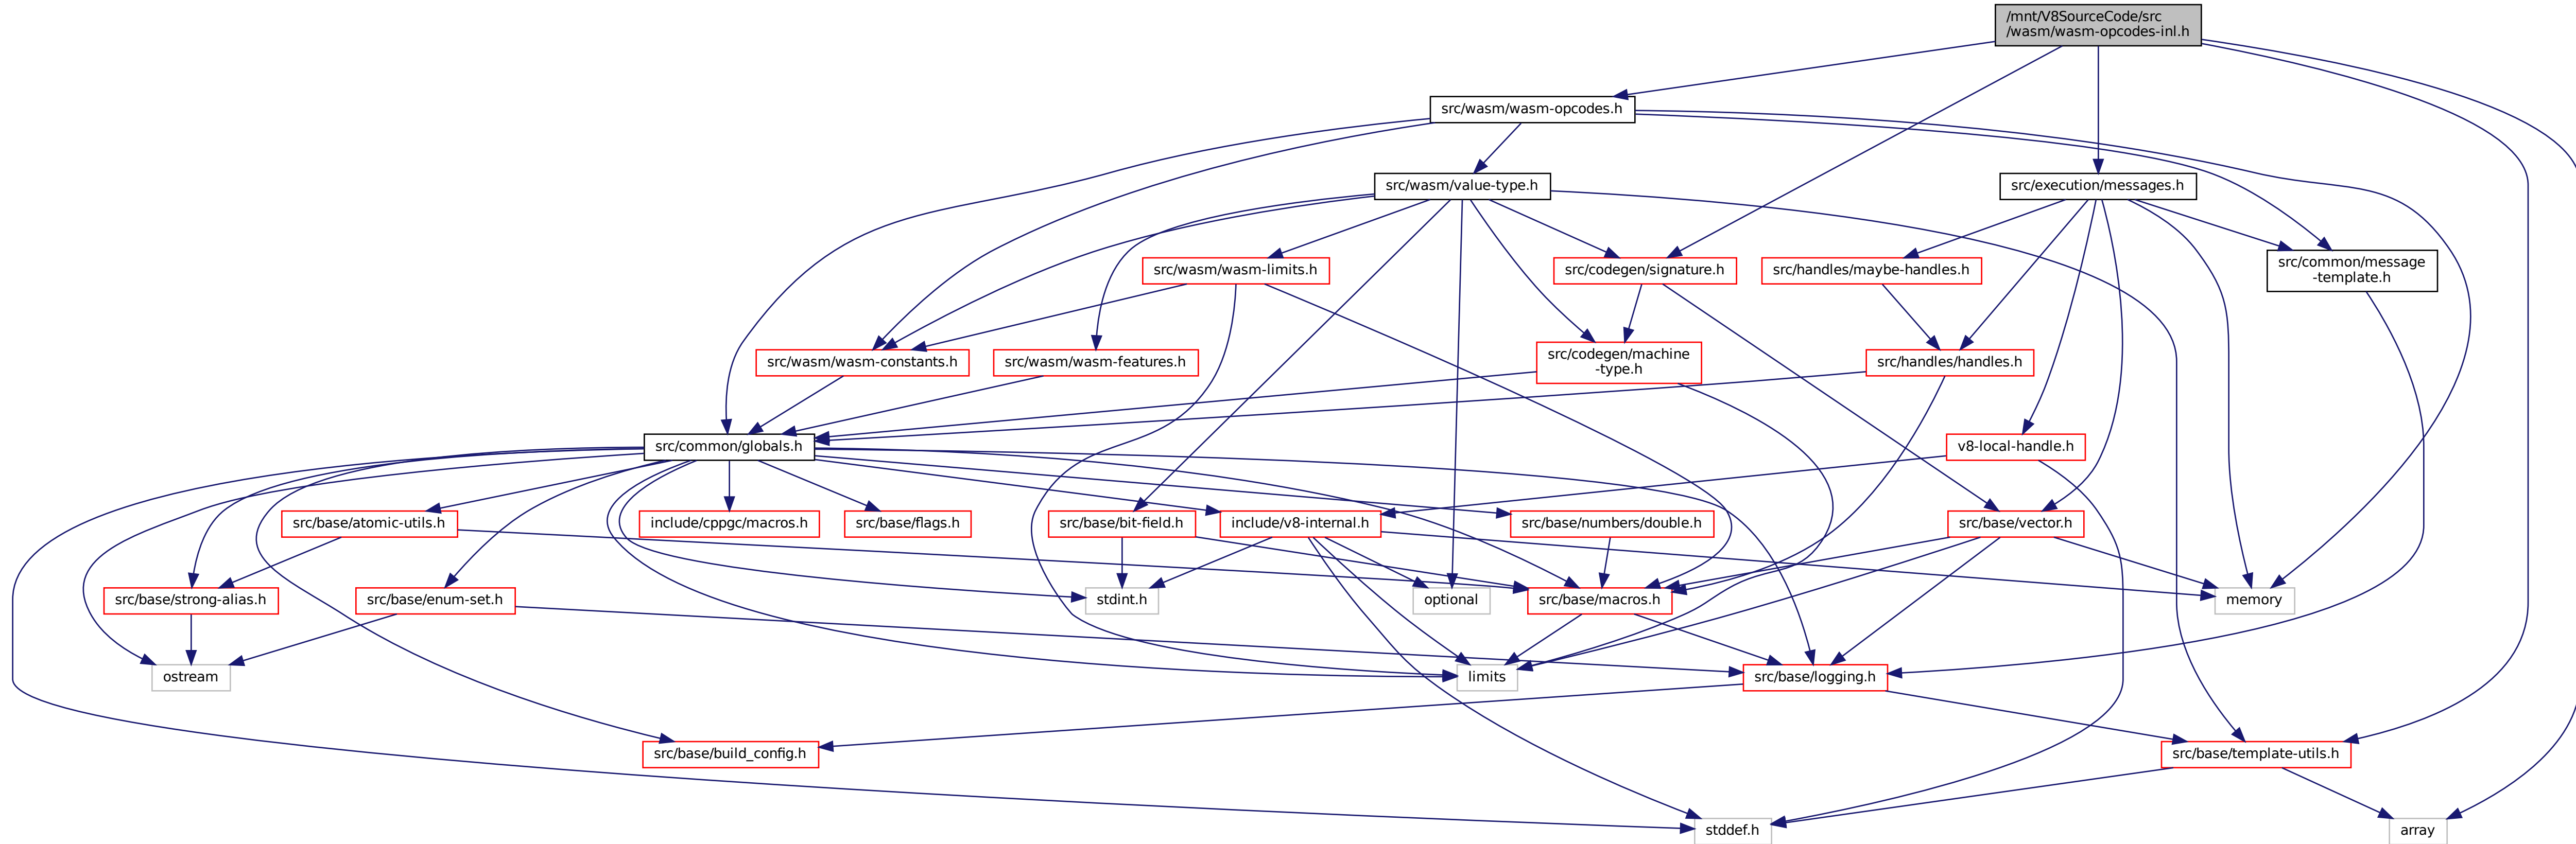 /mnt/V8SourceCode/src
/wasm/wasm-opcodes-inl.h
src/wasm/wasm-opcodes.h
src/wasm/value-type.h
src/execution/messages.h
src/wasm/wasm-limits.h
src/codegen/signature.h
src/handles/maybe-handles.h
src/common/message
-template.h
src/wasm/wasm-constants.h
src/wasm/wasm-features.h
src/codegen/machine
-type.h
src/handles/handles.h
src/common/globals.h
v8-local-handle.h
src/base/atomic-utils.h
include/cppgc/macros.h
src/base/flags.h
src/base/bit-field.h
include/v8-internal.h
src/base/numbers/double.h
src/base/vector.h
src/base/strong-alias.h
src/base/enum-set.h
stdint.h
optional
src/base/macros.h
memory
ostream
limits
src/base/logging.h
src/base/build_config.h
src/base/template-utils.h
stddef.h
array